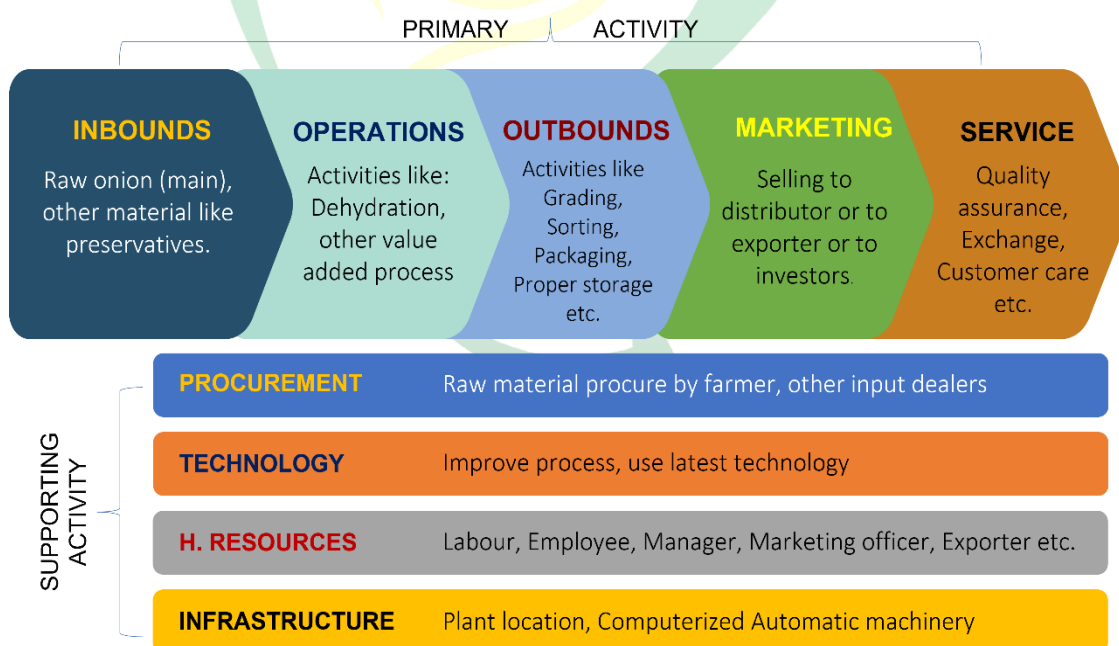 PRIMARY ACTIVITY
INBOUNDS
Raw onion (main),
other material like
preservatives.
OPERATIONS
Activities like:
Dehydration,
other value
added process
OUTBOUNDS
Activities like
Grading,
Sorting,
Packaging,
Proper storage
etc.
MARKETING
Selling to
distributor or to
exporter or to
investors.
SERVICE
Quality
assurance,
Exchange,
Customer care
etc.
SUPPORTING
ACTIVITY
PROCUREMENT Raw material procure by farmer, other input dealers
TECHNOLOGY Improve process, use latest technology
H. RESOURCES Labour, Employee, Manager, Marketing officer, Exporter etc.
INFRASTRUCTURE Plant location, Computerized Automatic machinery